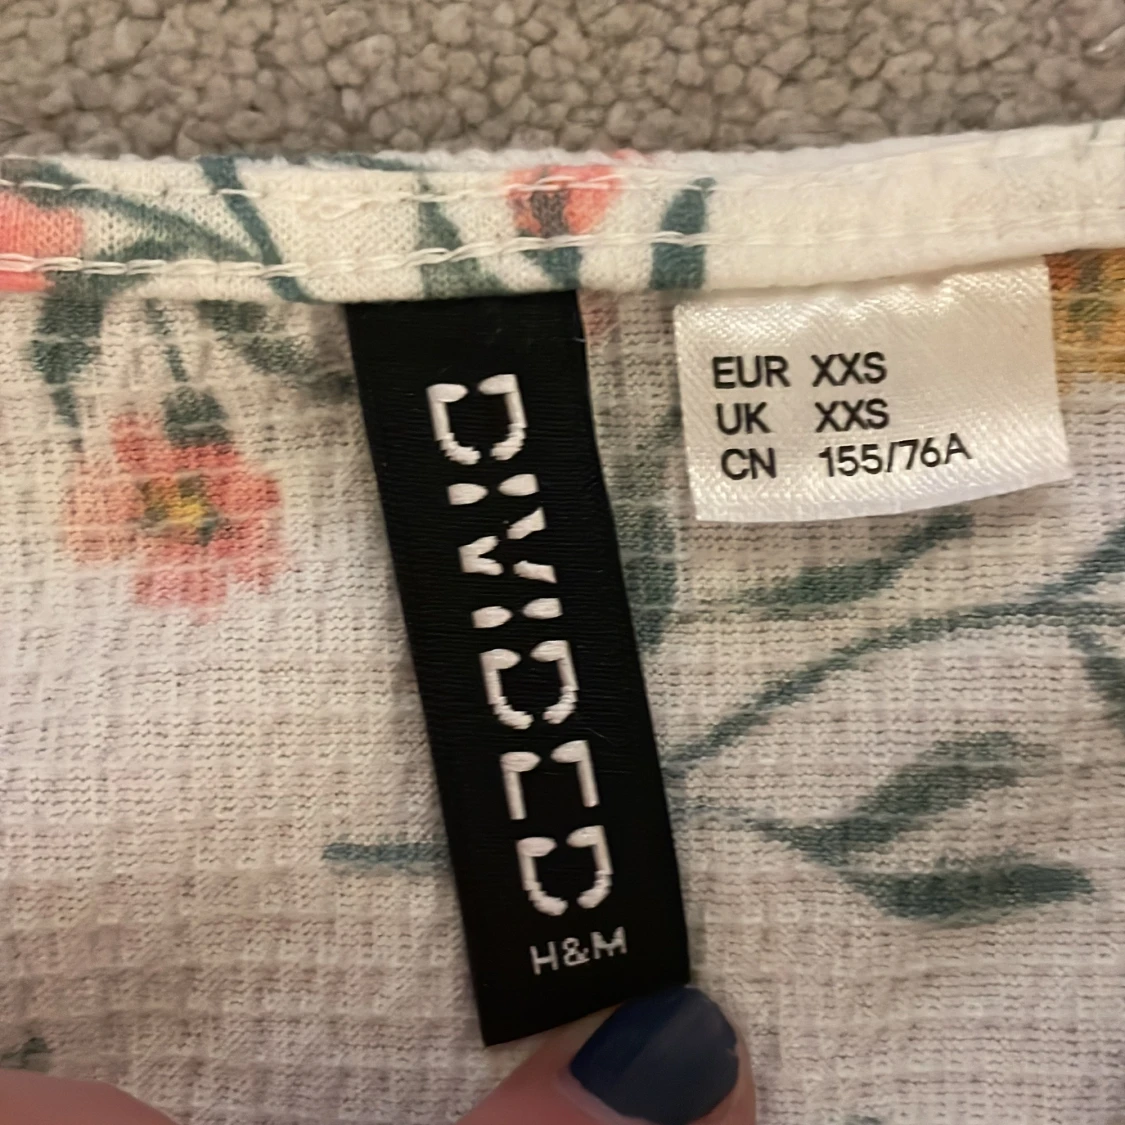 DIVIDED
H&M
EUR XXS
UK XXS
CN 155/76A